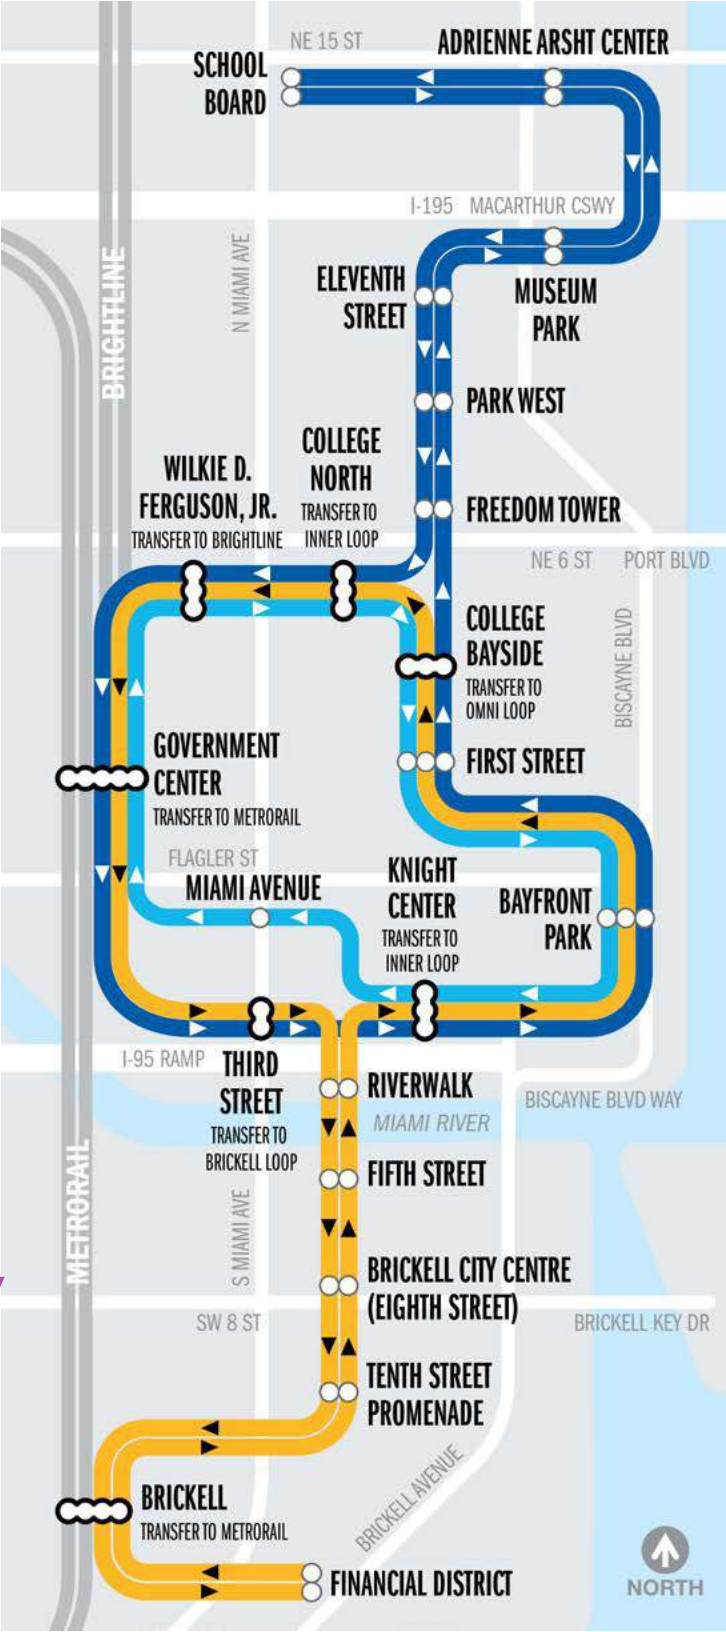 NE 15 ST
ADRIENNE ARSHT CENTER
SCHOOL
BOARD
I-195 MACARTHUR CSWY
BRIGHTLINE
N MIAMI AVE
ELEVENTH
STREET
MUSEUM
PARK
PARK WEST
COLLEGE
NORTH
TRANSFER TO
INNER LOOP
WILKIE D.
FERGUSON, JR.
TRANSFER TO BRIGHTLINE
FREEDOM TOWER
NE 6 ST
PORT BLVD
COLLEGE
BAYSIDE
TRANSFER TO
OMNI LOOP
BISCAYNE BLVD
GOVERNMENT
CENTER
TRANSFER TO METRORAIL
FIRST STREET
FLAGLER ST
MIAMI AVENUE
KNIGHT
CENTER
TRANSFER TO
INNER LOOP
BAYFRONT
PARK
I-95 RAMP
THIRD
STREET
TRANSFER TO
BRICKELL LOOP
RIVERWALK
MIAMI RIVER
BISCAYNE BLVD WAY
METRORAIL
S MIAMI AVE
FIFTH STREET
BRICKELL CITY CENTRE
(EIGHTH STREET)
SW 8 ST
BRICKELL KEY DR
TENTH STREET
PROMENADE
BRICKELL AVENUE
BRICKELL
TRANSFER TO METRORAIL
FINANCIAL DISTRICT
NORTH